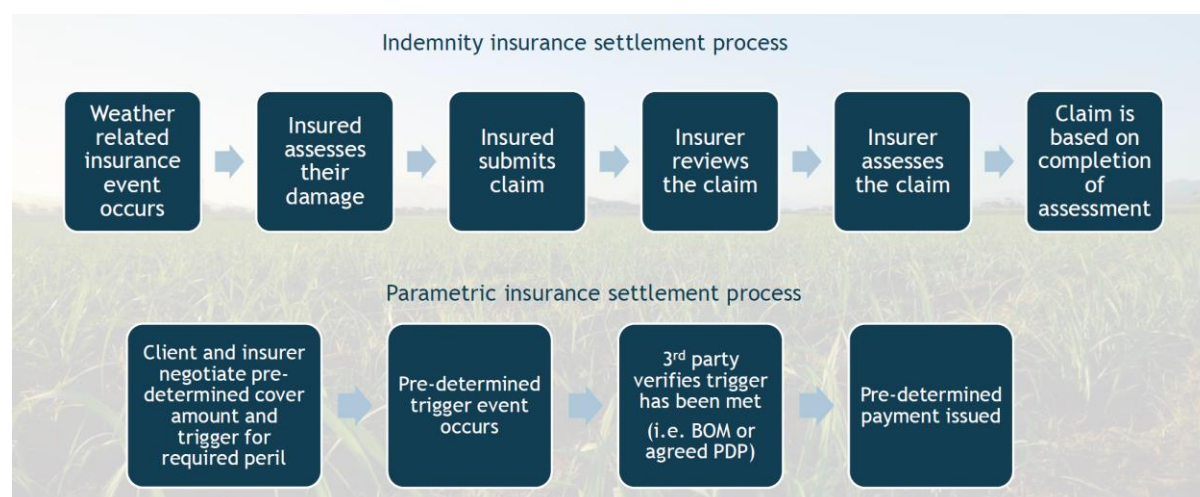 Indemnity insurance settlement process
Weather
related
insurance
event
occurs
Insured
assesses
their
damage
Insured
submits
claim
Insurer
reviews
the claim
Insurer
assesses
the claim
Claim is
based on
completion
of
assessment
Parametric insurance settlement process
Client and insurer
negotiate pre-
determined cover
amount and
trigger for
required peril
Pre-determined
trigger event
occurs
3rd party
verifies trigger
has been met
(i.e. BOM or
agreed PDP)
Pre-determined
payment issued